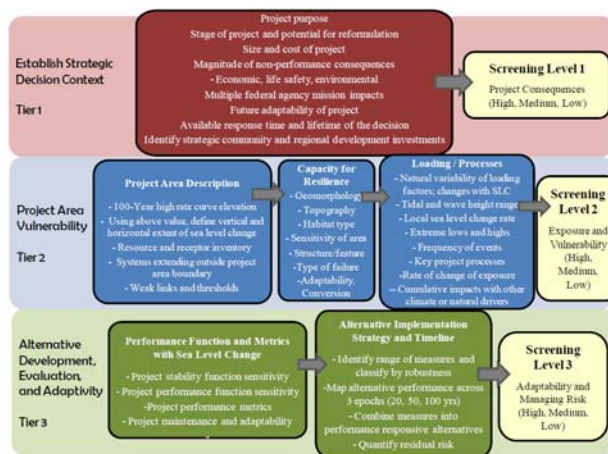 Establish Strategic
Decision Context
Tier 1
Project purpose
Stage of project and potential for reformulation
Size and cost of project
Magnitude of non-performance consequences
- Economic, life safety, environmental
Multiple federal agency mission impacts
Future adaptability of project
Available response time and lifetime of the decision
Identify strategic community and regional development investments
Screening Level 1
Project Consequences
(High, Medium, Low)
Project Area
Vulnerability
Tier 2
Project Area Description
- 100-Year high rate curve elevation
- Using above value, define vertical and
horizontal extent of sea level change
- Resource and receptor inventory
- Systems extending outside project
area boundary
- Weak links and thresholds
Capacity for
Resilience
- Geomorphology
- Topography
- Habitat type
- Sensitivity of area
- Structure/feature
- Type of failure
- Adaptability,
Conversion
Loading / Processes
- Natural variability of loading
factors; changes with SLC
- Tidal and wave height range
- Local sea level change rate
- Extreme lows and highs
- Frequency of events
- Key project processes
- Rate of change of exposure
-- Cumulative impacts with other
climate or natural drivers
Screening
Level 2
Exposure and
Vulnerability
(High,
Medium,
Low)
Alternative
Development,
Evaluation,
and Adaptivity
Tier 3
Performance Function and Metrics
with Sea Level Change
- Project stability function sensitivity
- Project performance function sensitivity
-Project performance metrics
- Project maintenance and adaptability
.
Alternative Implementation
Strategy and Timeline
- Identify range of measures and
classify by robustness
- Map alternative performance across
3 epochs (20, 50, 100 yrs)
- Combine measures into
performance responsive alternatives
- Quantify residual risk
Screening
Level 3
Adaptability and
Managing Risk
(High, Medium,
Low)